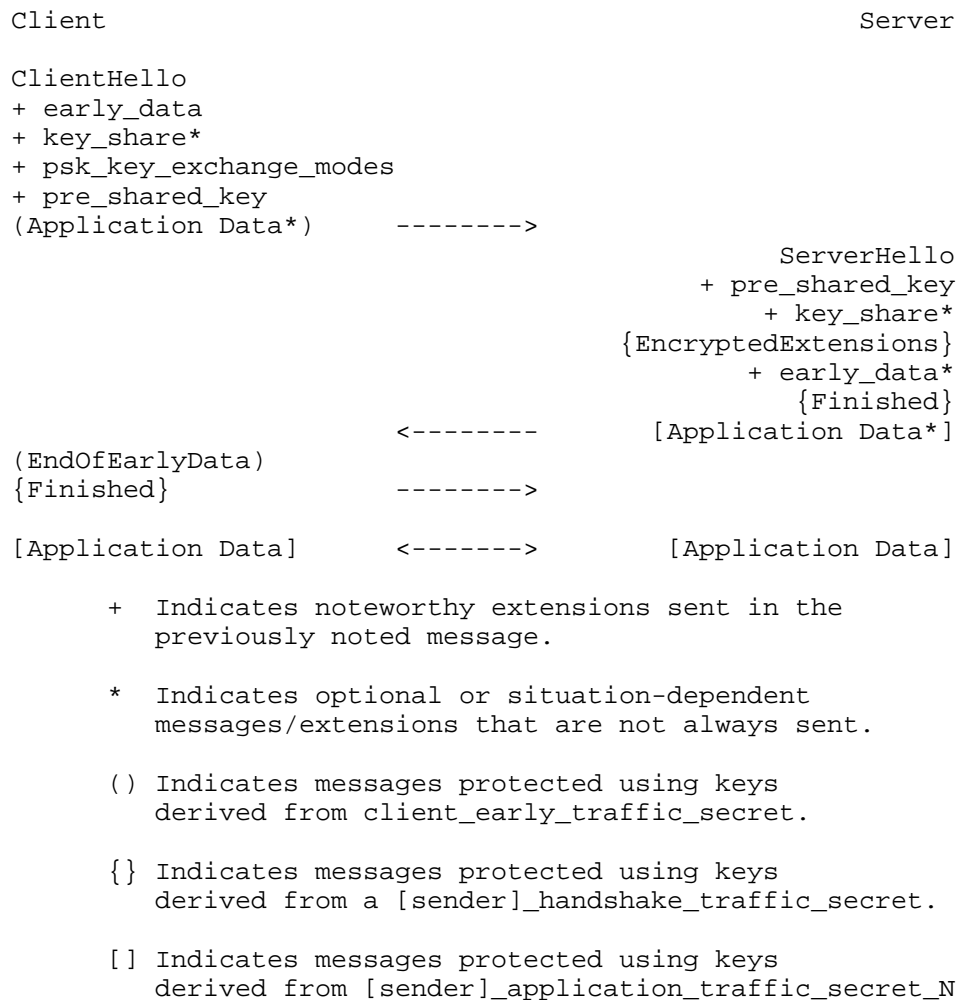 Client Server
ClientHello
+ early_data
+ key_share*
+ psk_key_exchange_modes
+ pre_shared_key
(Application Data*) -------->
ServerHello
+ pre_shared_key
+ key_share*
{EncryptedExtensions}
+ early_data*
{Finished}
<-------- [Application Data*]
(EndOfEarlyData)
{Finished} -------->
[Application Data] <-------> [Application Data]
+ Indicates noteworthy extensions sent in the
previously noted message.
* Indicates optional or situation-dependent
messages/extensions that are not always sent.
() Indicates messages protected using keys
derived from client_early_traffic_secret.
{} Indicates messages protected using keys
derived from a [sender]_handshake_traffic_secret.
[] Indicates messages protected using keys
derived from [sender]_application_traffic_secret_N